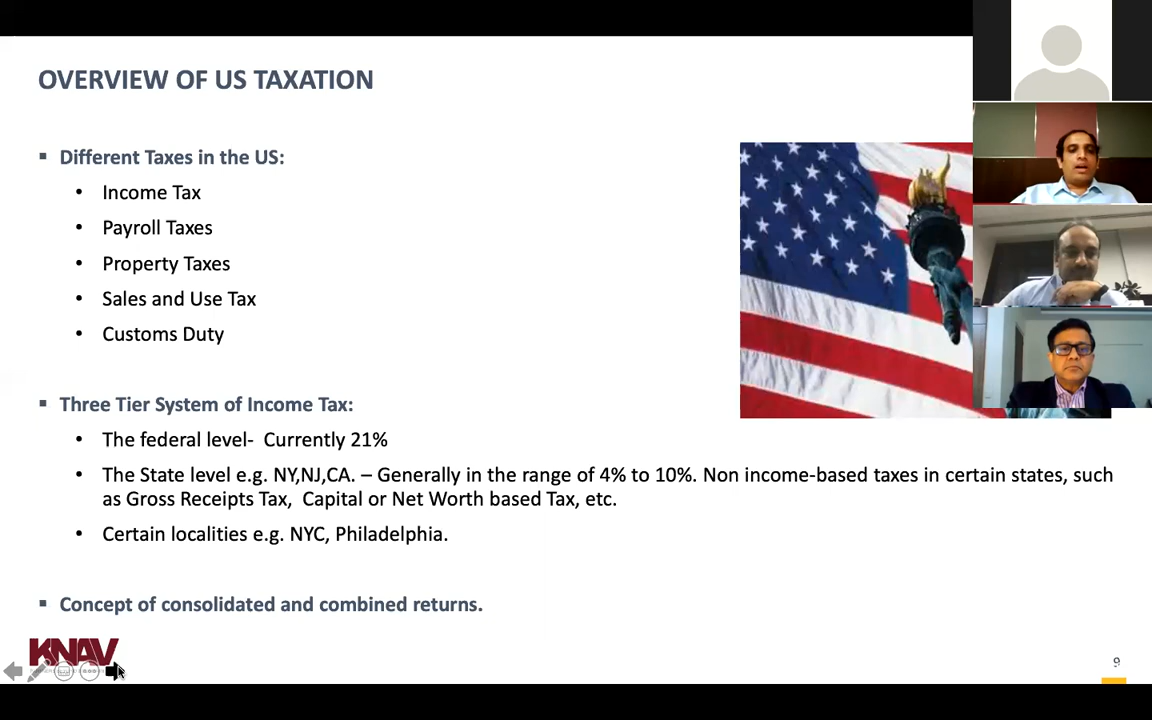 OVERVIEW OF US TAXATION
▪ Different Taxes in the US:
• Income Tax
• Payroll Taxes
• Property Taxes
• Sales and Use Tax
• Customs Duty
▪ Three Tier System of Income Tax:
• The federal level- Currently 21%
• The State level e.g. NY,NJ,CA. – Generally in the range of 4% to 10%. Non income-based taxes in certain states, such
as Gross Receipts Tax, Capital or Net Worth based Tax, etc.
• Certain localities e.g. NYC, Philadelphia.
▪ Concept of consolidated and combined returns.
KNAV
9